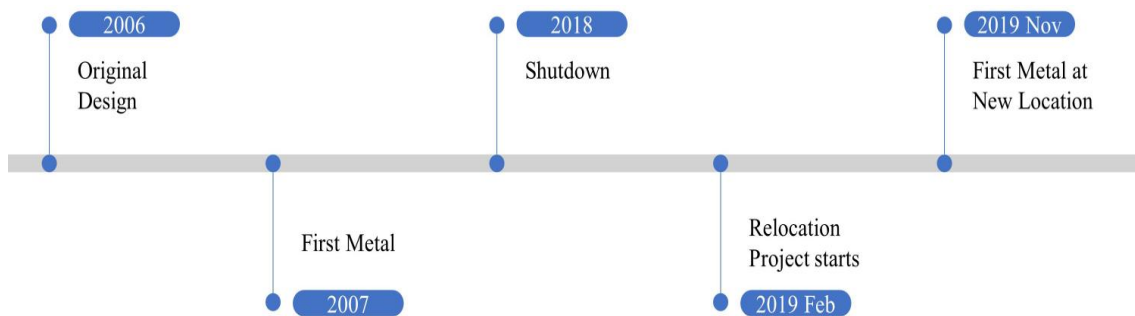 2006
Original
Design
First Metal
2007
2018
Shutdown
Relocation
Project starts
2019 Feb
2019 Nov
First Metal at
New Location